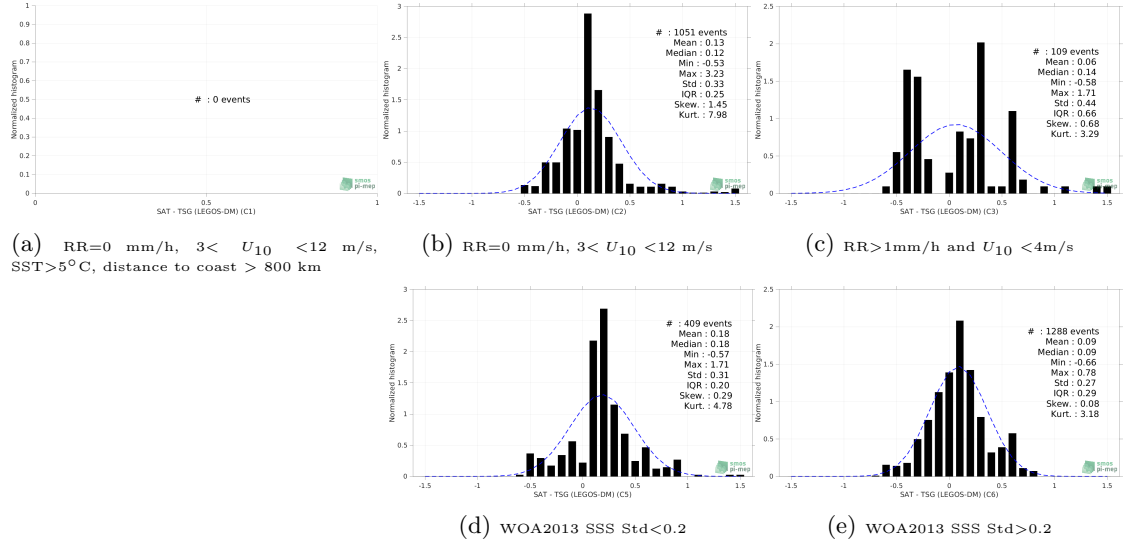 1
0.9
0.8
0.7
0.6
0.5
0.4
0.3
0.2
0.1
0
Normalized histogram
# : 0 events
0
0.5
1
SAT - TSG (LEGOS-DM) (C1)
smos
pi-mep
(a) RR=0 mm/h, 3< U10 <12 m/s,
SST>5°C, distance to coast > 800 km
3
2.5
2
1.5
1
0.5
0
Normalized histogram
# : 1051 events
Mean : 0.13
Median : 0.12
Min : -0.53
Max : 3.23
Std : 0.33
IQR : 0.25
Skew. : 1.45
Kurt. : 7.98
-1.5
-1
-0.5
0
0.5
1
1.5
SAT - TSG (LEGOS-DM) (C2)
smos
pi-mep
(b) RR=0 mm/h, 3< U10 <12 m/s
2.5
2
1.5
1
0.5
0
Normalized histogram
# : 109 events
Mean : 0.06
Median : 0.14
Min : -0.58
Max : 1.71
Std : 0.44
IQR : 0.66
Skew. : 0.68
Kurt. : 3.29
-1.5
-1
-0.5
0
0.5
1
1.5
SAT - TSG (LEGOS-DM) (C3)
smos
pi-mep
(c) RR>1mm/h and U10 <4m/s
3
2.5
2
1.5
1
0.5
0
Normalized histogram
# : 409 events
Mean : 0.18
Median : 0.18
Min : -0.57
Max : 1.71
Std : 0.31
IQR : 0.20
Skew. : 0.29
Kurt. : 4.78
-1.5
-1
-0.5
0
0.5
1
1.5
SAT - TSG (LEGOS-DM) (C5)
smos
pi-mep
(d) WOA2013 SSS Std<0.2
2.5
2
1.5
1
0.5
0
Normalized histogram
# : 1288 events
Mean : 0.09
Median : 0.09
Min : -0.66
Max : 0.78
Std : 0.27
IQR : 0.29
Skew. : 0.08
Kurt. : 3.18
-1.5
-1
-0.5
0
0.5
1
1.5
SAT - TSG (LEGOS-DM) (C6)
smos
pi-mep
(e) WOA2013 SSS Std>0.2